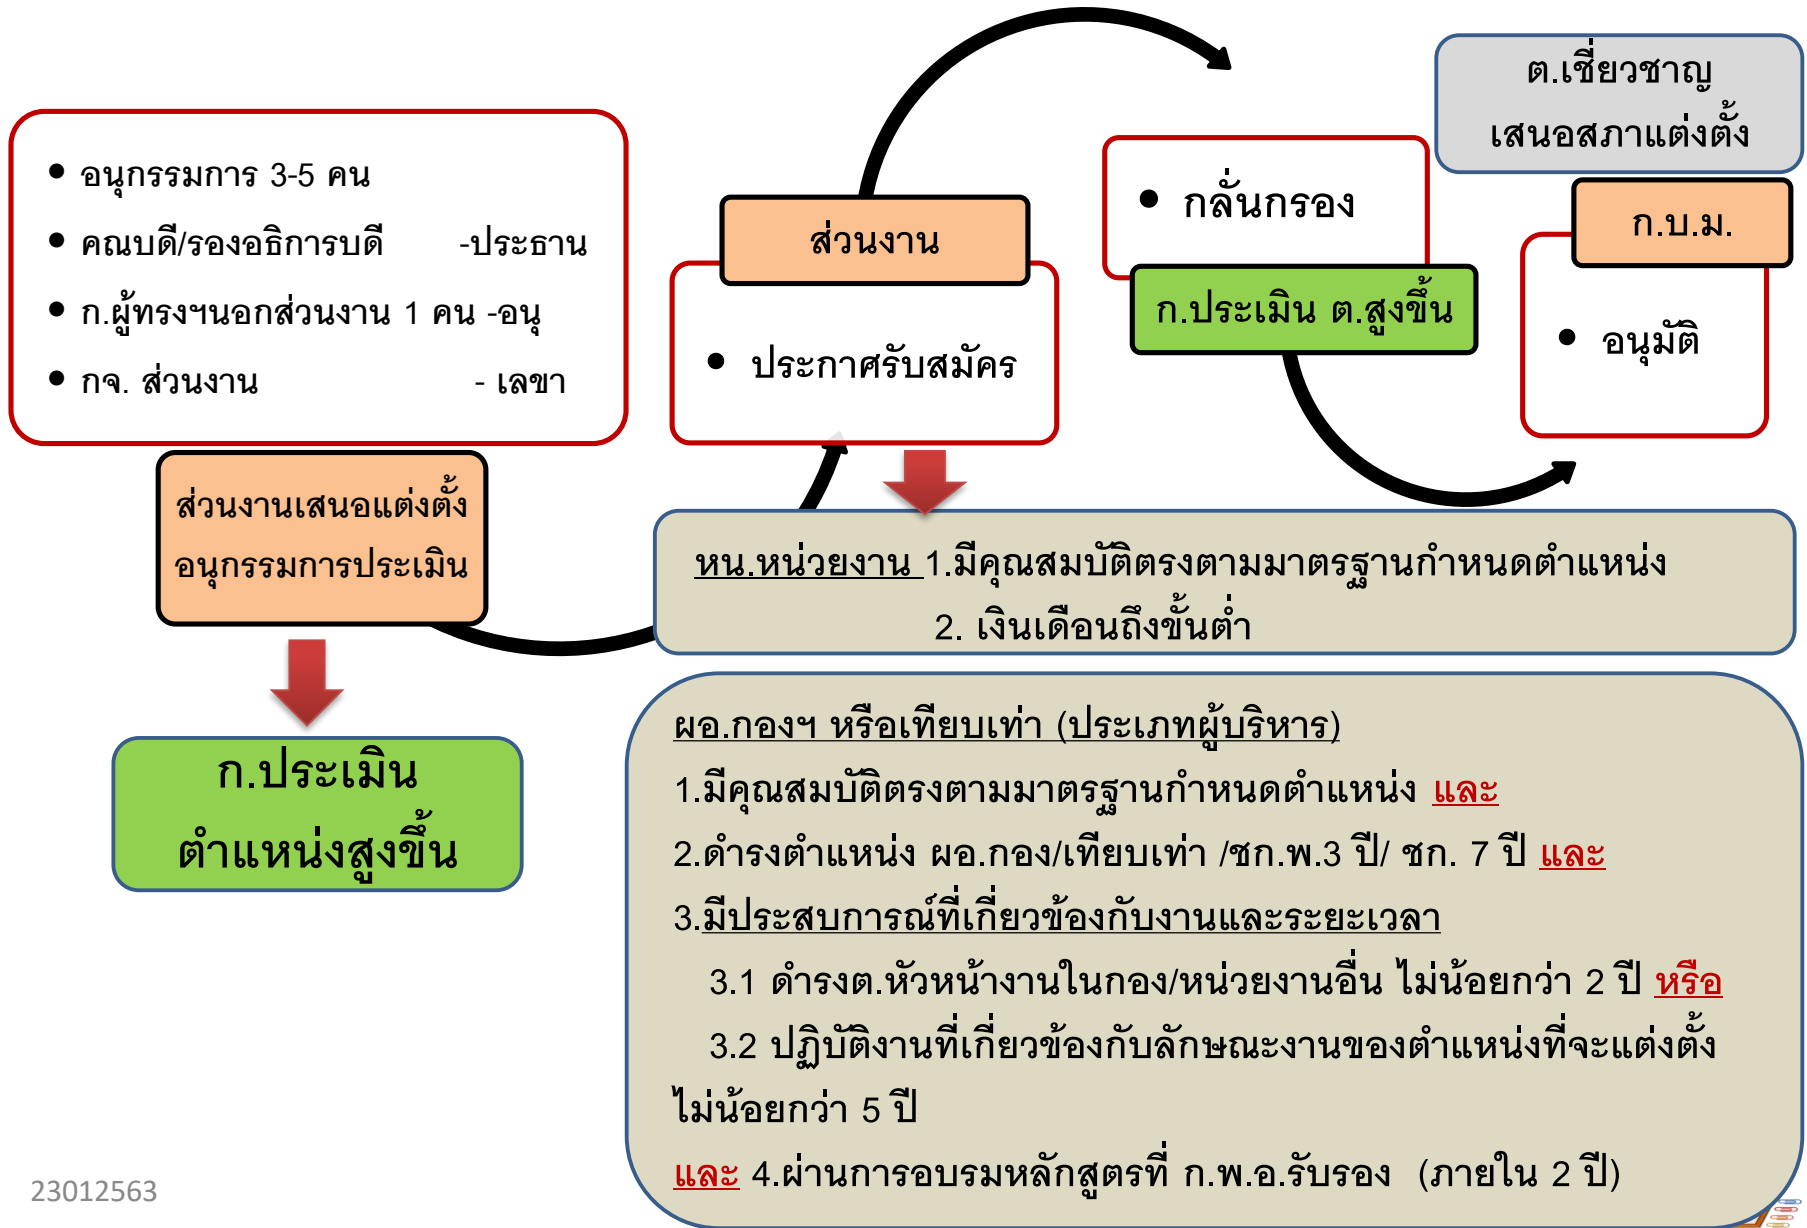 • อนุกรรมการ 3-5 คน
• คณบดี/รองอธิการบดี -ประธาน
• ก.ผู้ทรงฯนอกส่วนงาน 1 คน -อนุ
• กจ. ส่วนงาน - เลขา
ส่วนงานเสนอแต่งตั้ง
อนุกรรมการประเมิน
ก.ประเมิน
ตำแหน่งสูงขึ้น
ส่วนงาน
• ประกาศรับสมัคร
• กลั่นกรอง
ก.ประเมิน ต.สูงขึ้น
ต.เชี่ยวชาญ
เสนอสภาแต่งตั้ง
ก.บ.ม.
• อนุมัติ
หน.หน่วยงาน 1.มีคุณสมบัติตรงตามมาตรฐานกำหนดตำแหน่ง
2. เงินเดือนถึงขั้นต่ำ
ผอ.กองฯ หรือเทียบเท่า (ประเภทผู้บริหาร)
1.มีคุณสมบัติตรงตามมาตรฐานกำหนดตำแหน่ง และ
2.ดำรงตำแหน่ง ผอ.กอง/เทียบเท่า /ชก.พ.3 ปี/ ชก. 7 ปี และ
3.มีประสบการณ์ที่เกี่ยวข้องกับงานและระยะเวลา
3.1 ดำรงต.หัวหน้างานในกอง/หน่วยงานอื่น ไม่น้อยกว่า 2 ปี หรือ
3.2 ปฏิบัติงานที่เกี่ยวข้องกับลักษณะงานของตำแหน่งที่จะแต่งตั้ง
ไม่น้อยกว่า 5 ปี
และ 4.ผ่านการอบรมหลักสูตรที่ ก.พ.อ.รับรอง (ภายใน 2 ปี)
23012563